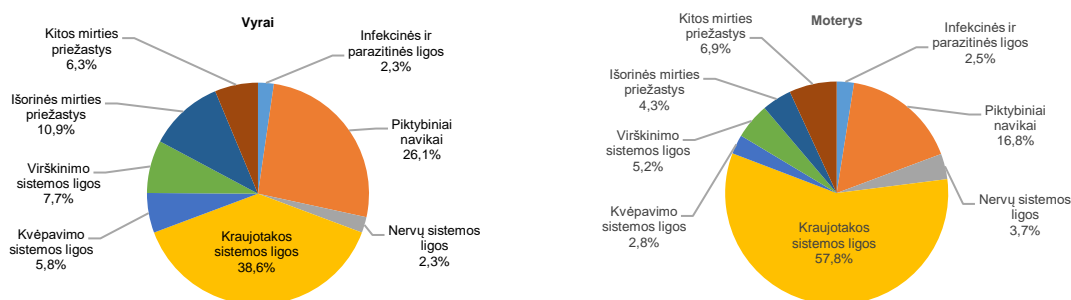 Vyrai
Kitos mirties
priežastys
6,3%
Infekcinės ir
parazitinės ligos
2,3%
Išorinės mirties
priežastys
10,9%
Piktybiniai
navikai
26,1%
Virškinimo
sistemos ligos
7,7%
Kvėpavimo
sistemos ligos
5,8%
Kraujotakos
sistemos ligos
38,6%
Nervų sistemos
ligos
2,3%
Moterys
Kitos mirties
priežastys
6,9%
Infekcinės ir
parazitinės ligos
2,5%
Išorinės mirties
priežastys
4,3%
Piktybiniai
navikai
16,8%
Virškinimo
sistemos ligos
5,2%
Kvėpavimo
sistemos ligos
2,8%
Kraujotakos
sistemos ligos
57,8%
Nervų sistemos
ligos
3,7%